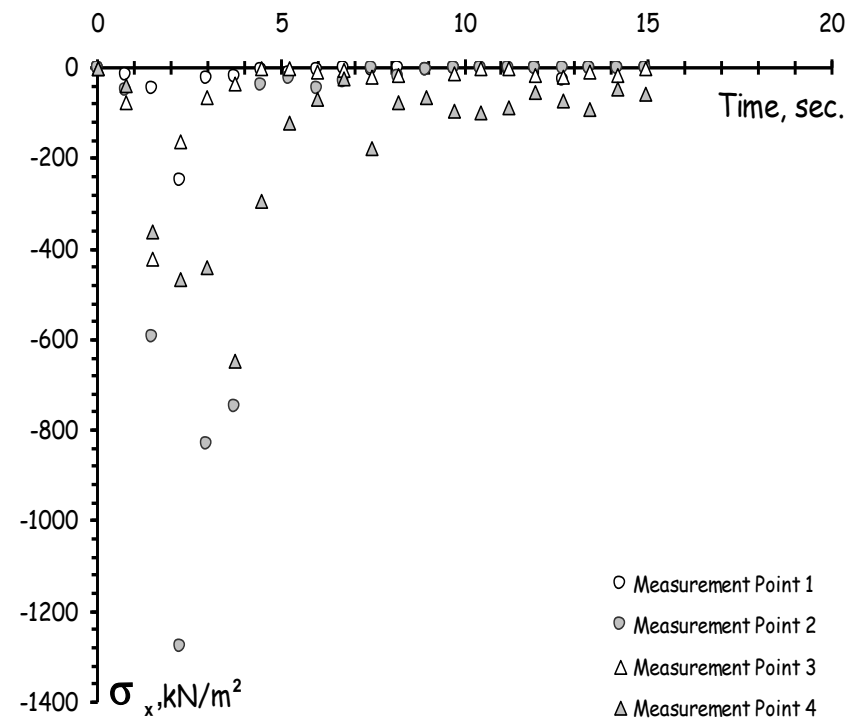 0 5 10 15 20
0
Time, sec.
-200
-400
-600
-800
-1000
-1200
-1400
σx,kN/m²
Measurement Point 1
Measurement Point 2
Measurement Point 3
Measurement Point 4